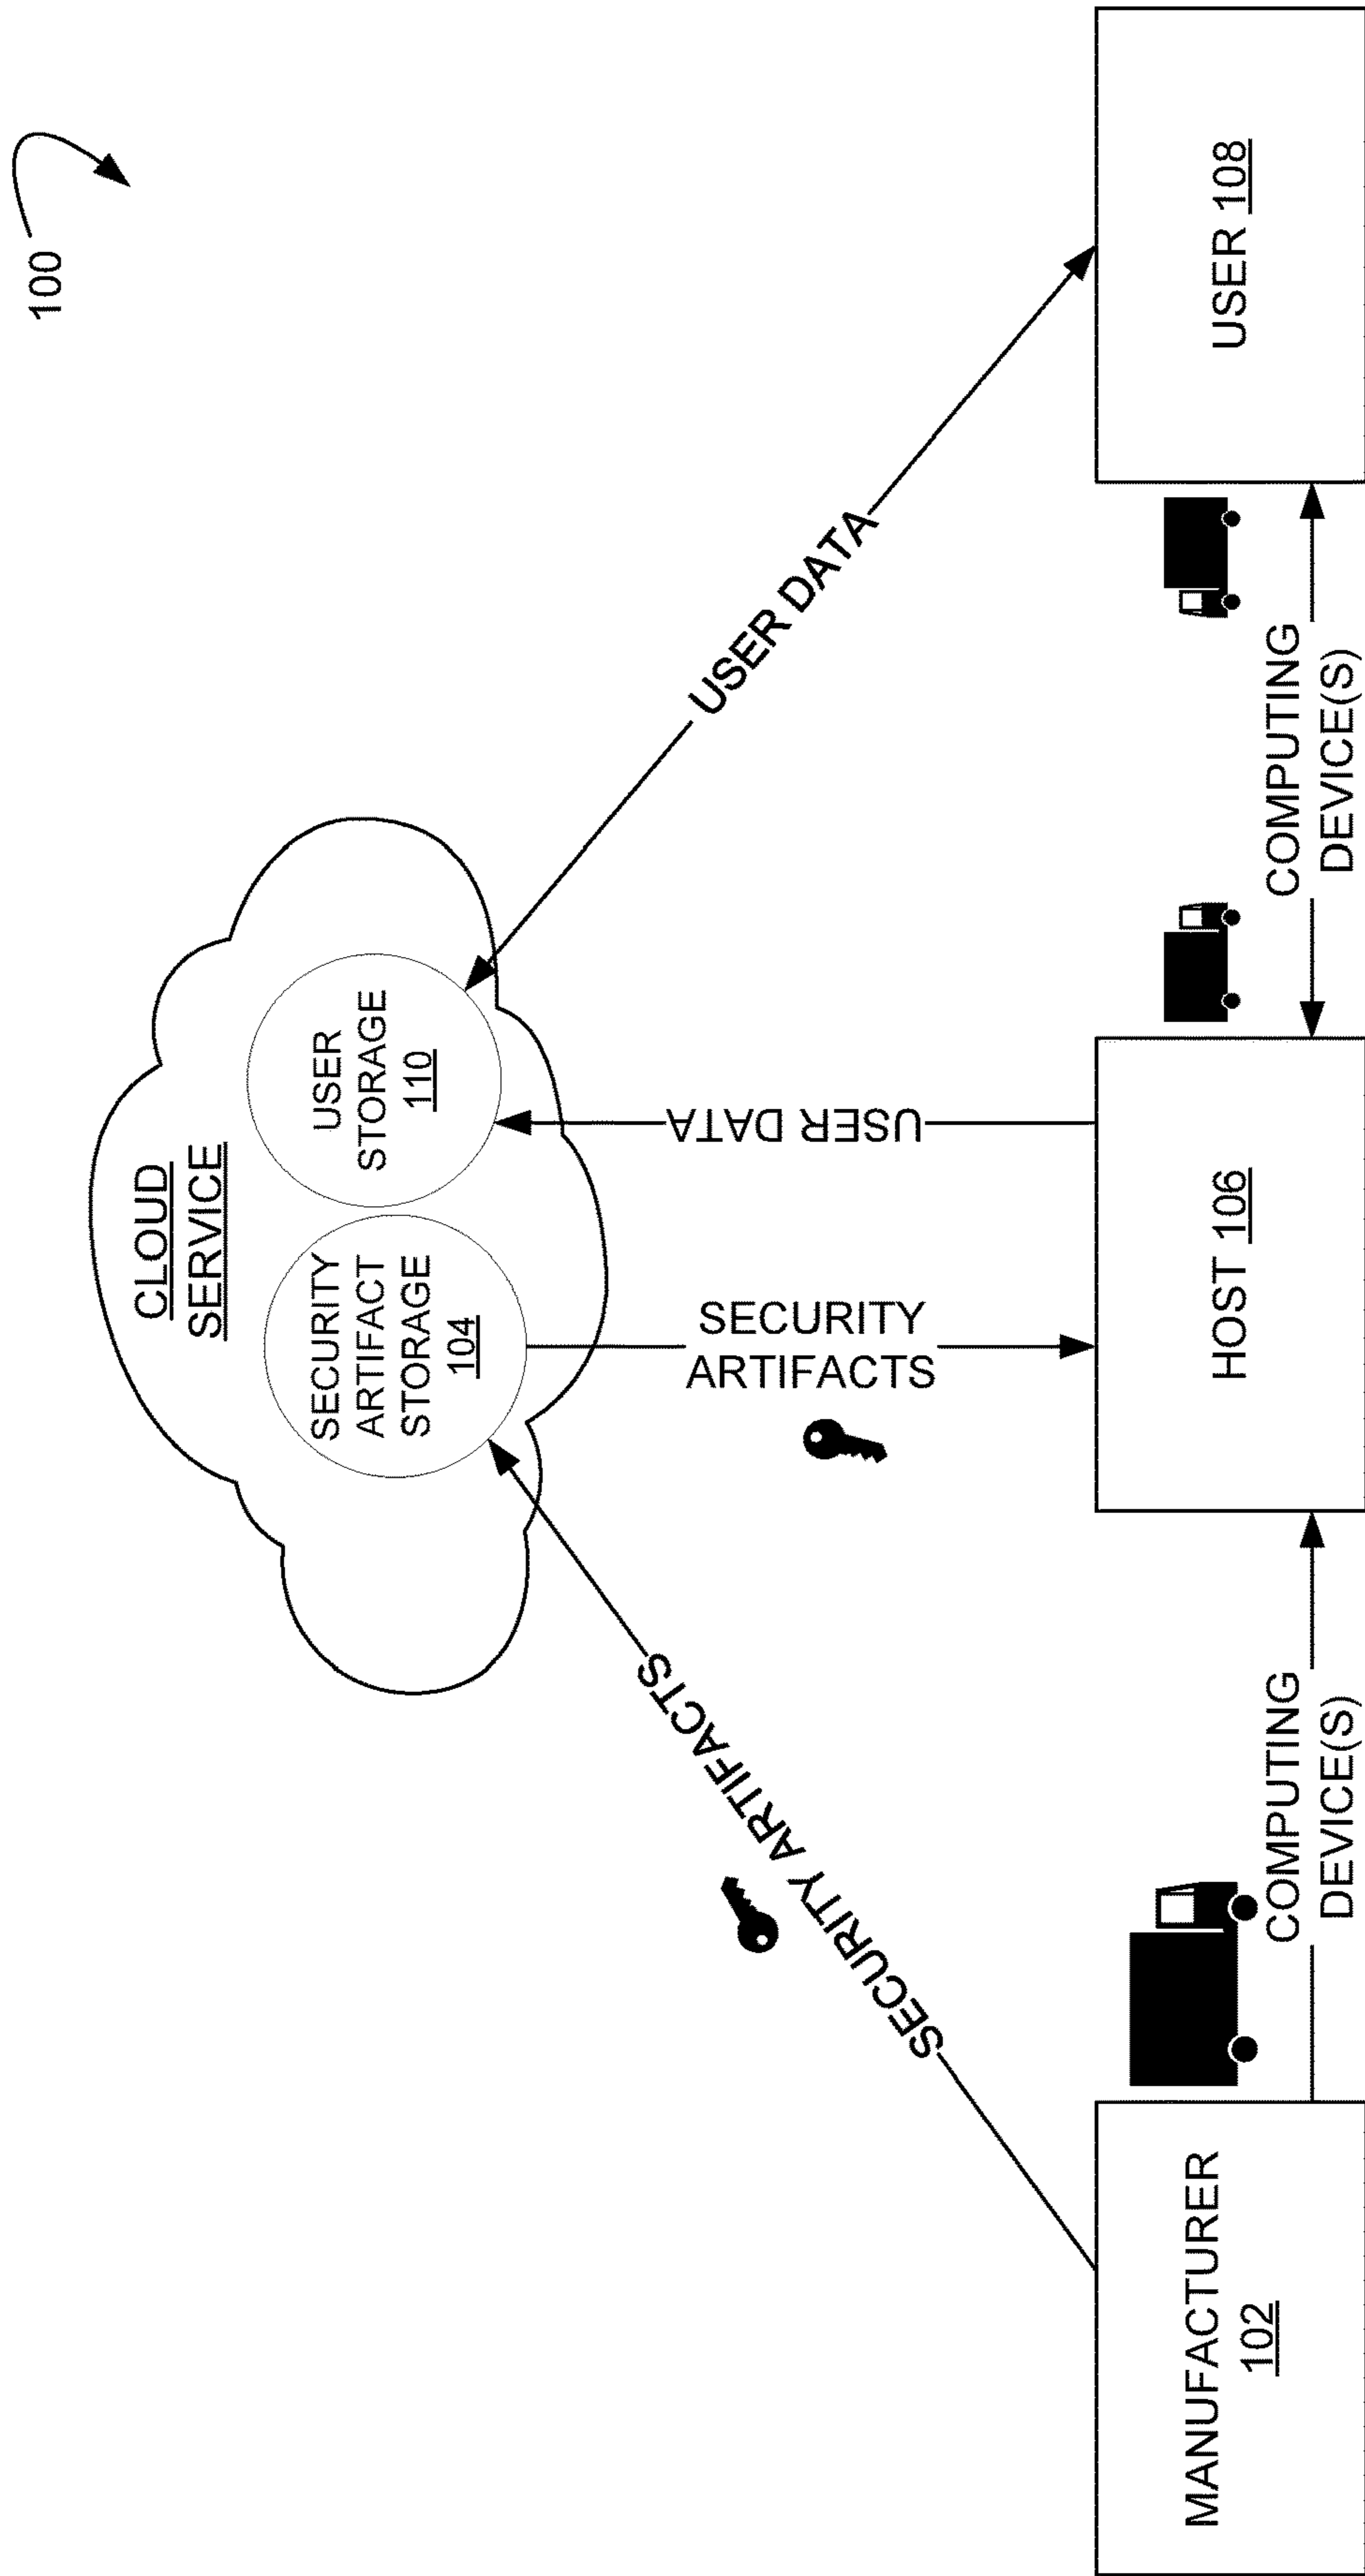 100
CLOUD
SERVICE
SECURITY
ARTIFACT
STORAGE
104
USER
STORAGE
110
SECURITY ARTIFACTS
SECURITY
ARTIFACTS
USER DATA
USER DATA
MANUFACTURER
102
COMPUTING
DEVICE(S)
HOST 106
COMPUTING
DEVICE(S)
USER 108